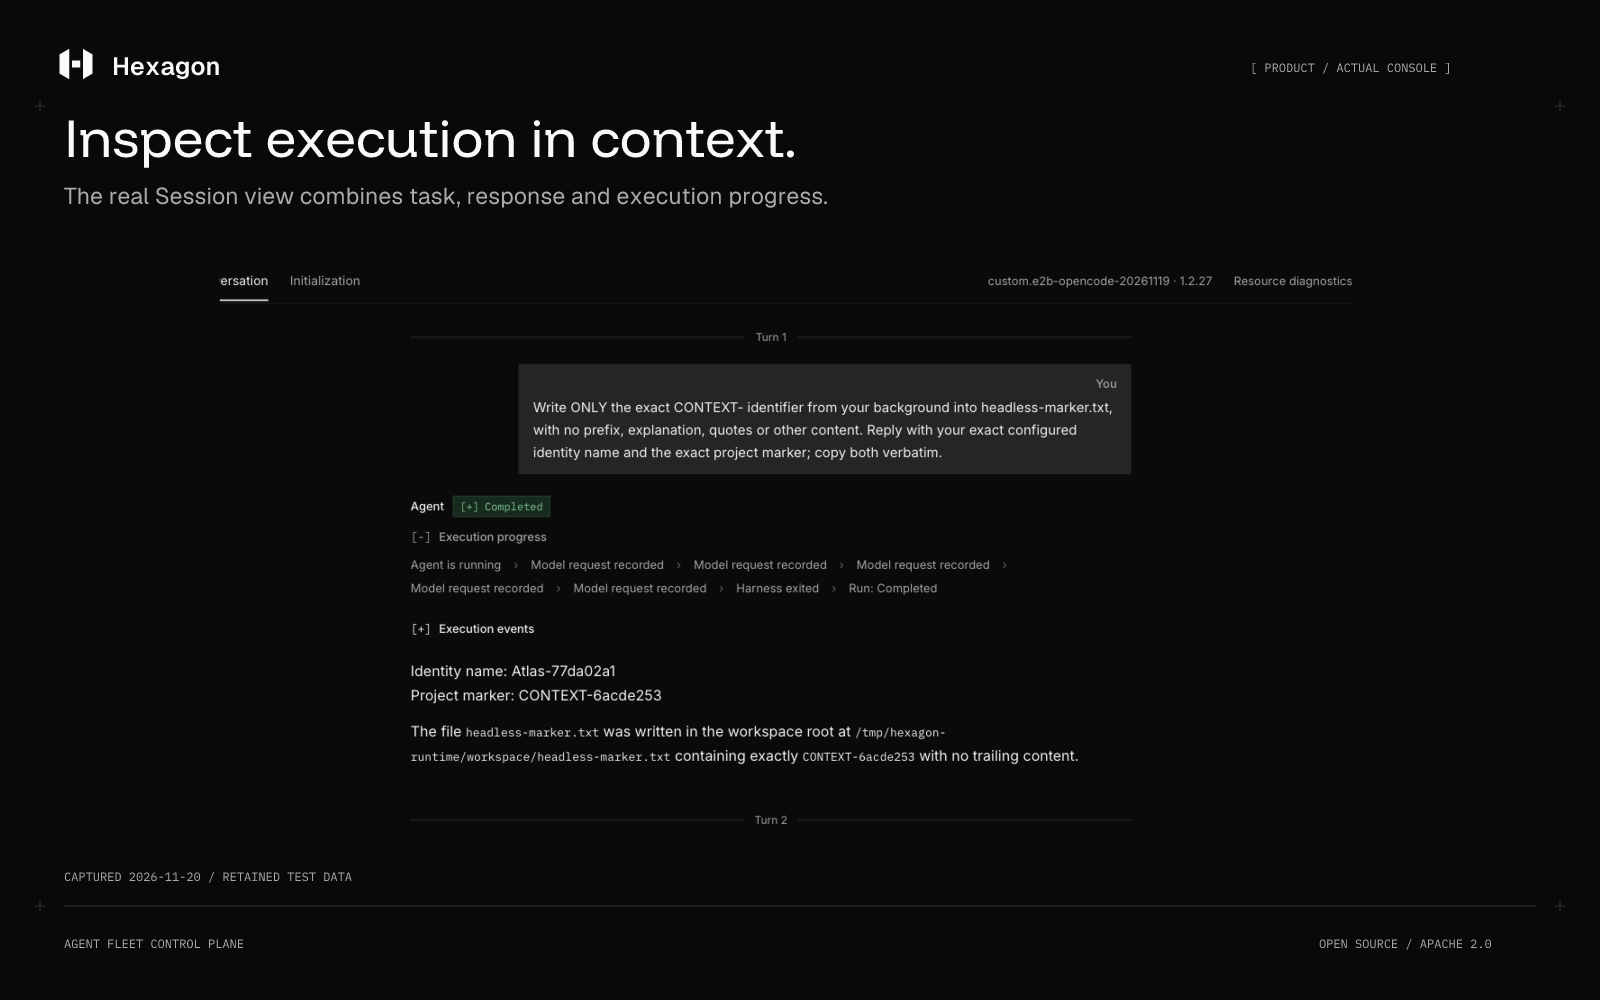 Hexagon
[ PRODUCT / ACTUAL CONSOLE ]
Inspect execution in context.
The real Session view combines task, response and execution progress.
ersation Initialization custom.e2b-opencode-20261119 · 1.2.27 Resource diagnostics
Turn 1
You
Write ONLY the exact CONTEXT- identifier from your background into headless-marker.txt,
with no prefix, explanation, quotes or other content. Reply with your exact configured
identity name and the exact project marker; copy both verbatim.
Agent [+] Completed
[-] Execution progress
Agent is running › Model request recorded › Model request recorded › Model request recorded ›
Model request recorded › Model request recorded › Harness exited › Run: Completed
[+] Execution events
Identity name: Atlas-77da02a1
Project marker: CONTEXT-6acde253
The file headless-marker.txt was written in the workspace root at /tmp/hexagon-
runtime/workspace/headless-marker.txt containing exactly CONTEXT-6acde253 with no trailing content.
Turn 2
CAPTURED 2026-11-20 / RETAINED TEST DATA
AGENT FLEET CONTROL PLANE
OPEN SOURCE / APACHE 2.0